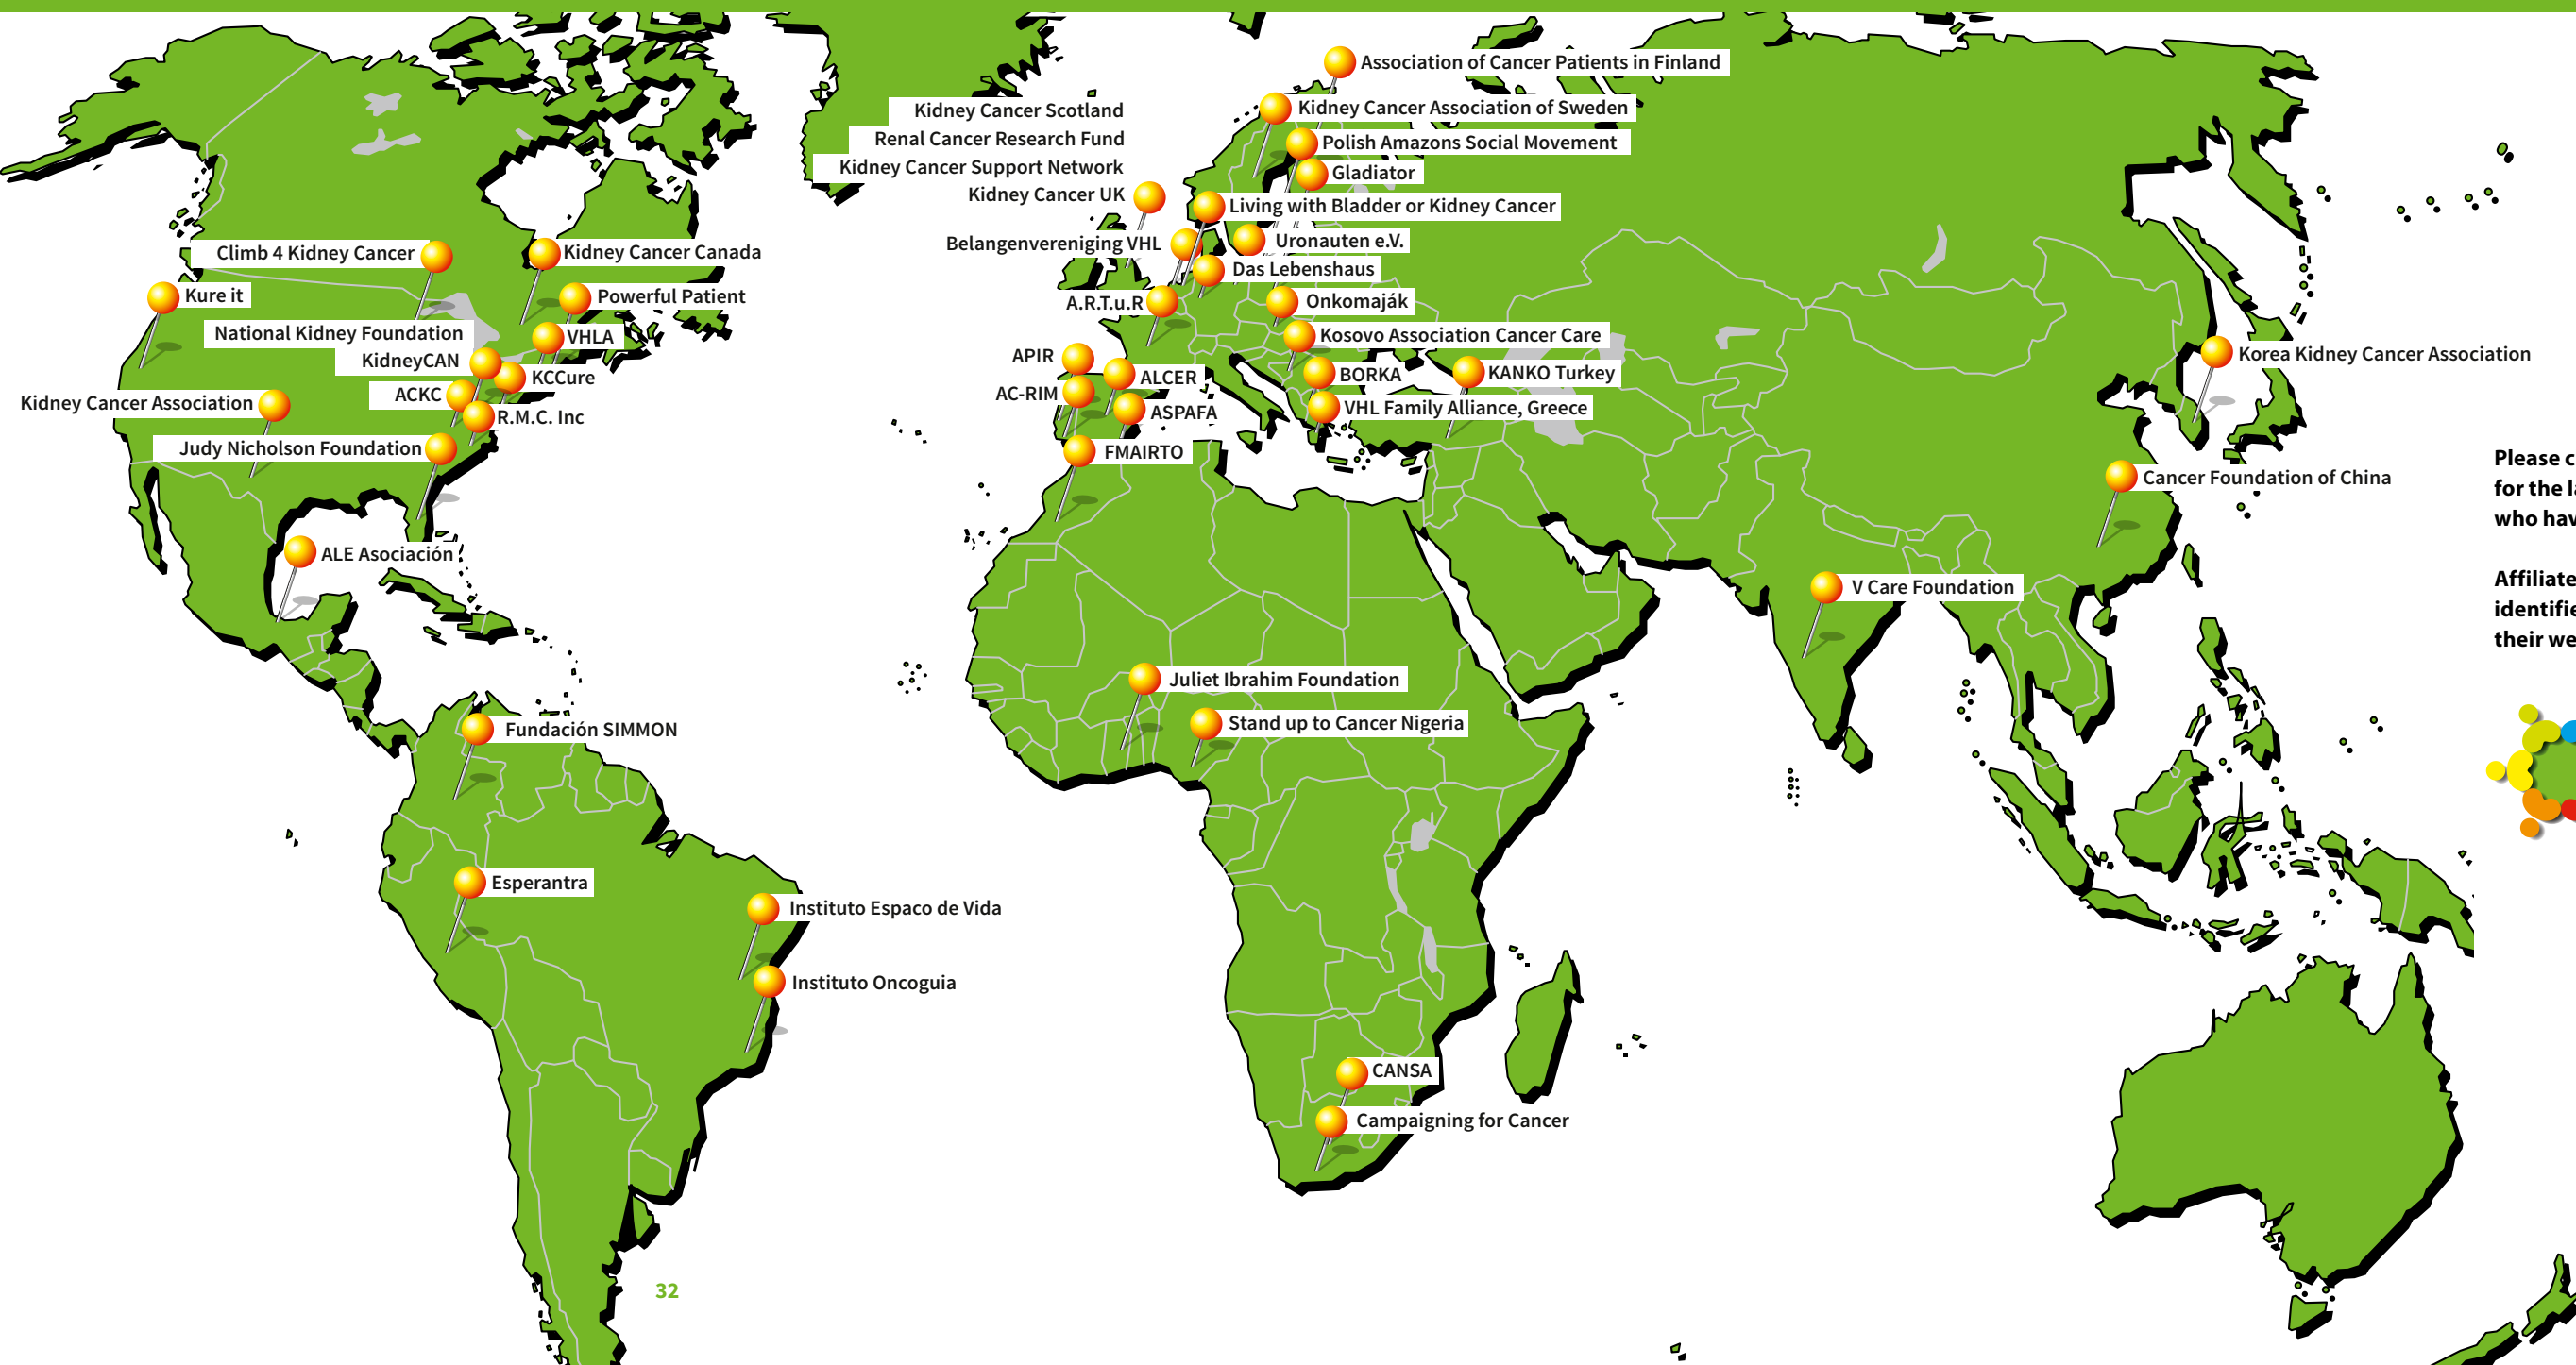 Association of Cancer Patients in Finland
Kidney Cancer Scotland
Kidney Cancer Association of Sweden
Renal Cancer Research Fund
Polish Amazons Social Movement
Kidney Cancer Support Network
Gladiator
Kidney Cancer UK
Living with Bladder or Kidney Cancer
Belangenvereniging VHL
Uronauten e.V.
Das Lebenshaus
A.R.T.u.R
Onkomaják
Kosovo Association Cancer Care
APIR
ALCER
BORKA
KANKO Turkey
AC-RIM
ASPAFA
VHL Family Alliance, Greece
FMAIRTO
Climb 4 Kidney Cancer
Kidney Cancer Canada
Kure it
Powerful Patient
National Kidney Foundation
VHLA
KidneyCAN
KCCure
ACKC
Kidney Cancer Association
R.M.C. Inc
Judy Nicholson Foundation
ALE Asociación
Fundación SIMMON
Esperantra
Instituto Espaco de Vida
Instituto Oncoguia
Juliet Ibrahim Foundation
Stand up to Cancer Nigeria
CANSA
Campaigning for Cancer
Korea Kidney Cancer Association
Cancer Foundation of China
V Care Foundation
Please
for the
who
Affiliate
their
32